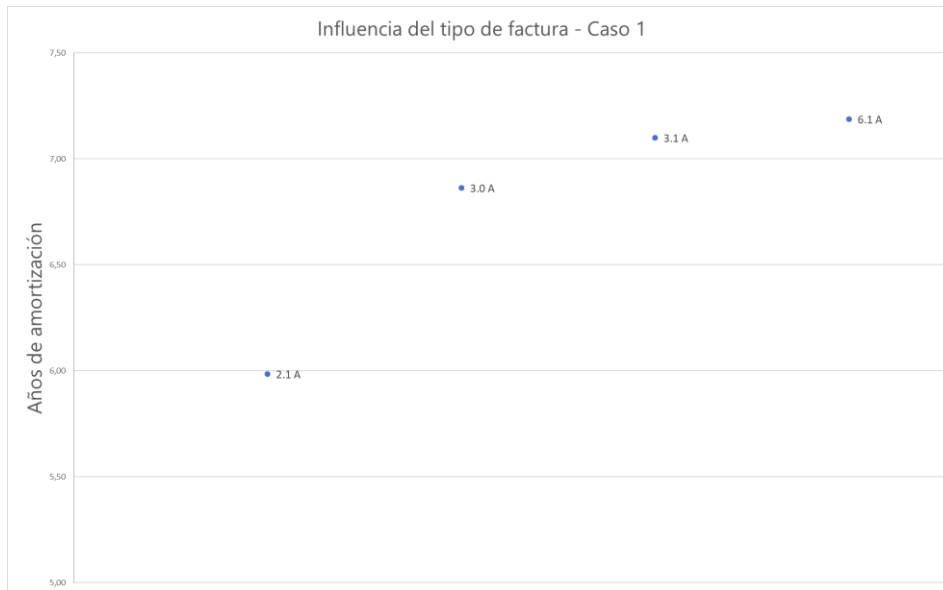 Influencia del tipo de factura - Caso 1
7,50
6.1 A
3.1 A
7,00
3.0 A
6,50
Años de amortización
6,00
2.1 A
5,50
5,00